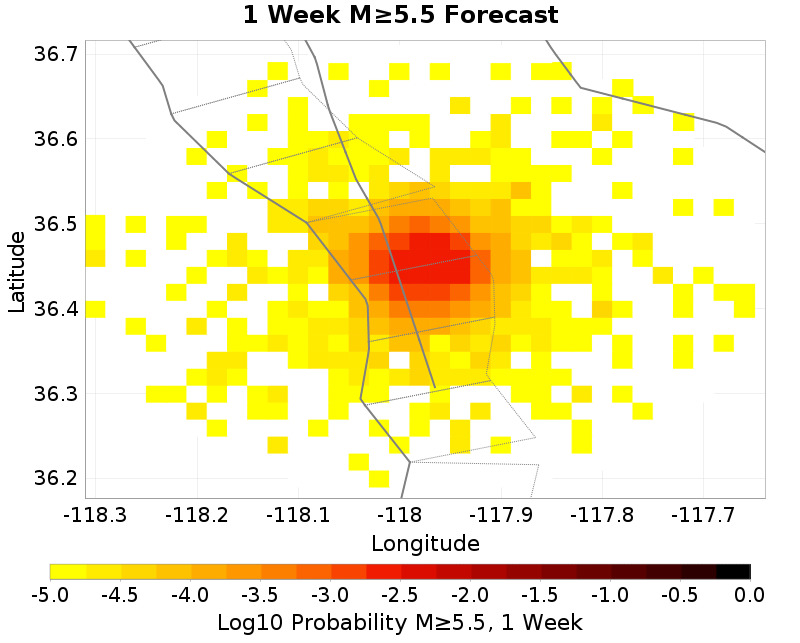 1 Week M≥5.5 Forecast
36.7
36.6
36.5
36.4
36.3
36.2
Latitude
-118.3 -118.2 -118.1 -118 -117.9 -117.8 -117.7
Longitude
-5.0 -4.5 -4.0 -3.5 -3.0 -2.5 -2.0 -1.5 -1.0 -0.5 0.0
Log10 Probability M≥5.5, 1 Week